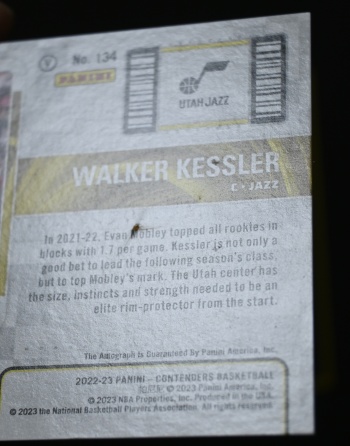 No. 134
PANINI
UTAH JAZZ
WALKER KESSLER
C • JAZZ
In 2021-22, Evan Mobley topped all rookies in
blocks with 1.7 per game. Kessler is not only a
good bet to lead the following season's class,
but to top Mobley's mark. The Utah center has
the size, instincts and strength needed to be an
elite rim-protector from the start.
The Autograph is Guaranteed By Panini America, Inc.
2022-23 PANINI – CONTENDERS BASKETBALL
© 2023 Panini America, Inc.
© 2023 NBA Properties, Inc. Produced in the USA.
© 2023 the National Basketball Players Association. All rights reserved.